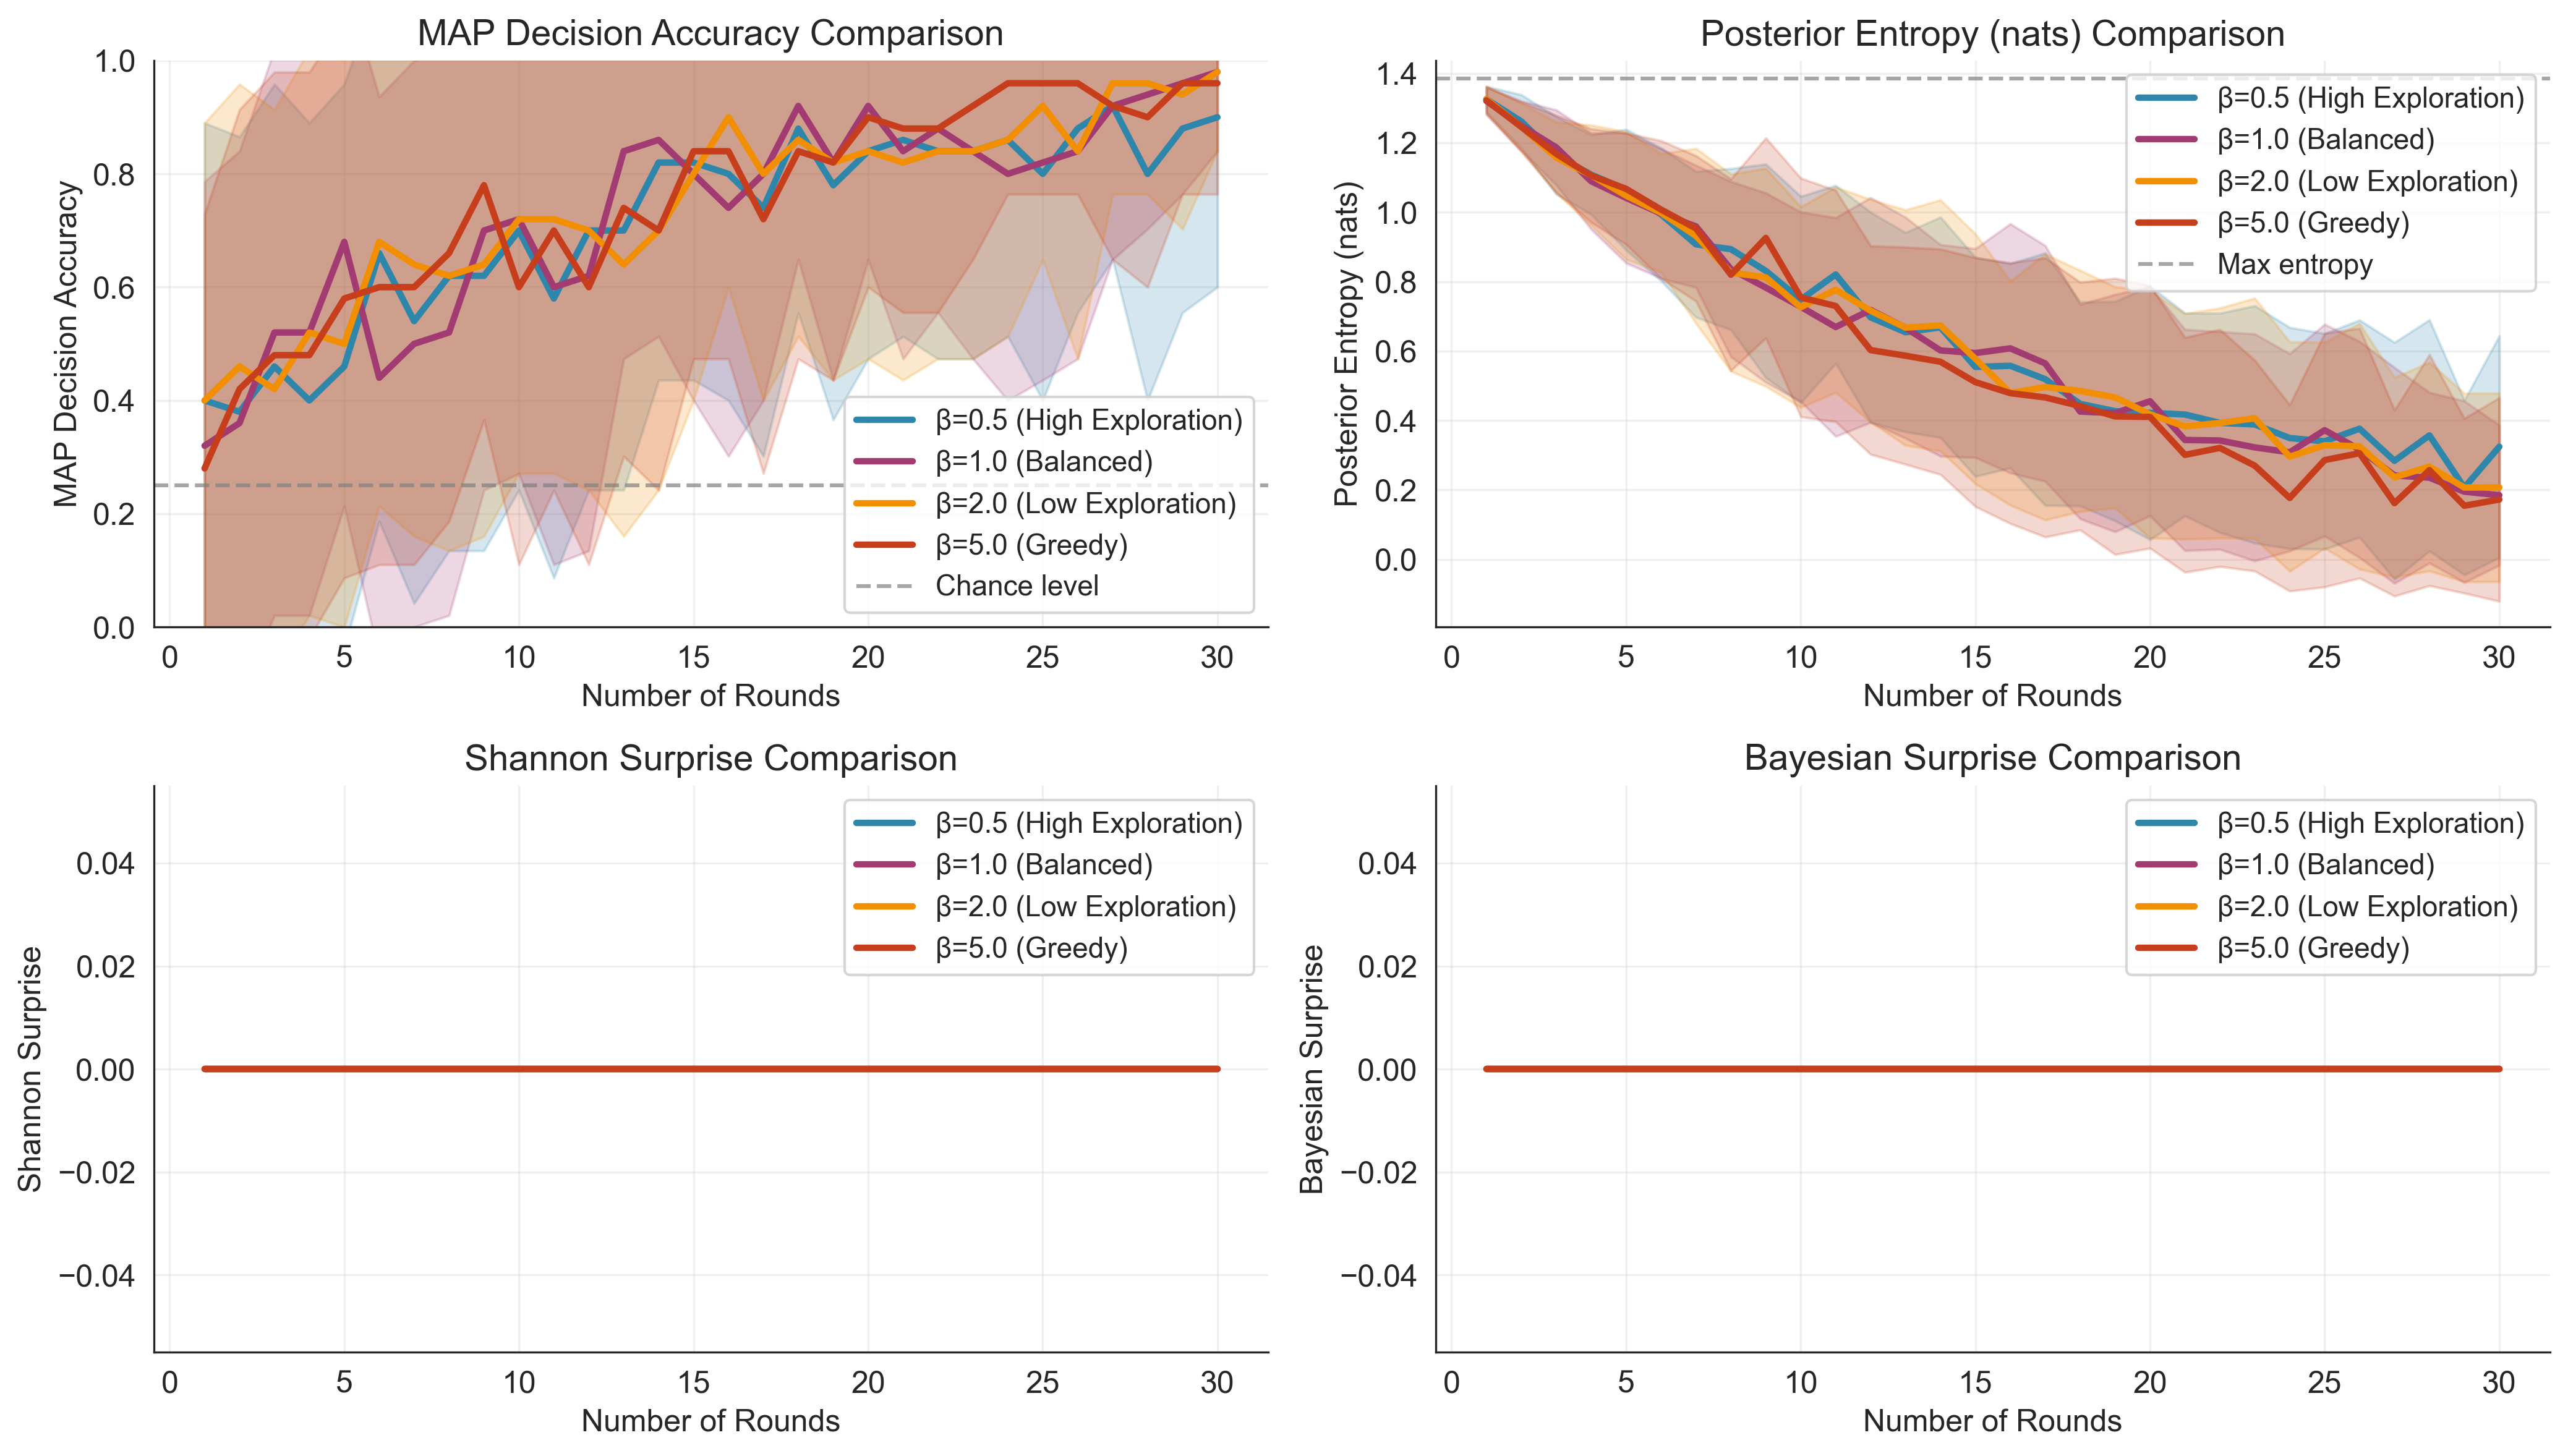 MAP Decision Accuracy Comparison
MAP Decision Accuracy
1.0
0.8
0.6
0.4
0.2
0.0
β=0.5 (High Exploration)
β=1.0 (Balanced)
β=2.0 (Low Exploration)
β=5.0 (Greedy)
Chance level
0 5 10 15 20 25 30
Number of Rounds
Posterior Entropy (nats) Comparison
Posterior Entropy (nats)
1.4
1.2
1.0
0.8
0.6
0.4
0.2
0.0
β=0.5 (High Exploration)
β=1.0 (Balanced)
β=2.0 (Low Exploration)
β=5.0 (Greedy)
Max entropy
0 5 10 15 20 25 30
Number of Rounds
Shannon Surprise Comparison
Shannon Surprise
0.04
0.02
0.00
−0.02
−0.04
β=0.5 (High Exploration)
β=1.0 (Balanced)
β=2.0 (Low Exploration)
β=5.0 (Greedy)
0 5 10 15 20 25 30
Number of Rounds
Bayesian Surprise Comparison
Bayesian Surprise
0.04
0.02
0.00
−0.02
−0.04
β=0.5 (High Exploration)
β=1.0 (Balanced)
β=2.0 (Low Exploration)
β=5.0 (Greedy)
0 5 10 15 20 25 30
Number of Rounds